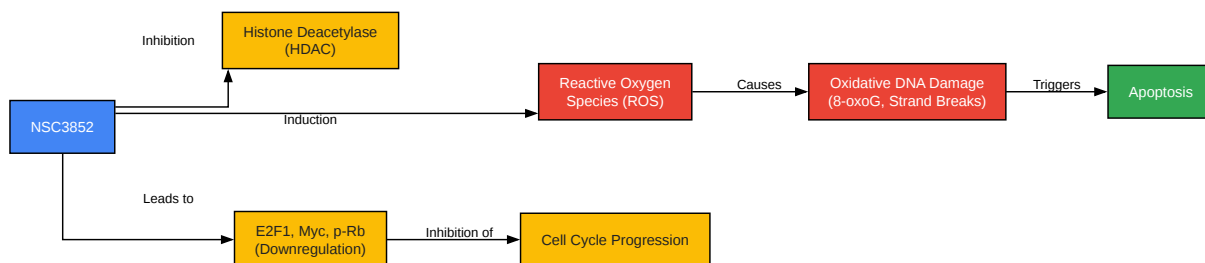 Histone Deacetylase
(HDAC)
Inhibition
Reactive Oxygen
Species (ROS)
Causes
Oxidative DNA Damage
(8-oxoG, Strand Breaks)
Triggers
Apoptosis
NSC3852
Induction
Leads to
E2F1, Myc, p-Rb
(Downregulation)
Inhibition of
Cell Cycle Progression